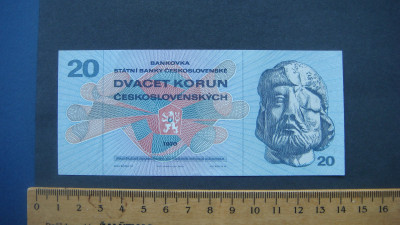 20
BANKOVKA
STÁTNÍ BANKY ČESKOSLOVENSKÉ
DVACET KORUN
ČESKOSLOVENSKÝCH
1970
20
0 1 2 3 4 5 6 7 8 9 10 11 12 13 14 15 16